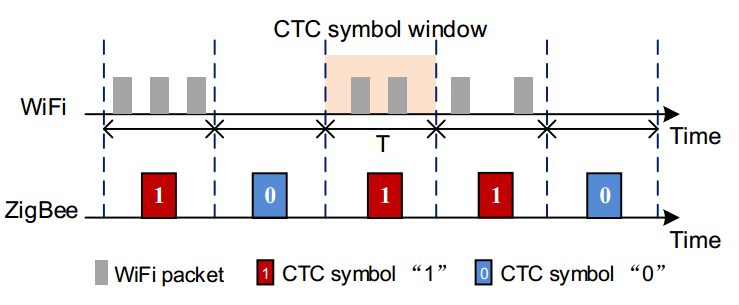 CTC symbol window
WiFi
T
Time
1 0 1 1 0
ZigBee
Time
WiFi packet 1 CTC symbol “1” 0 CTC symbol “0”